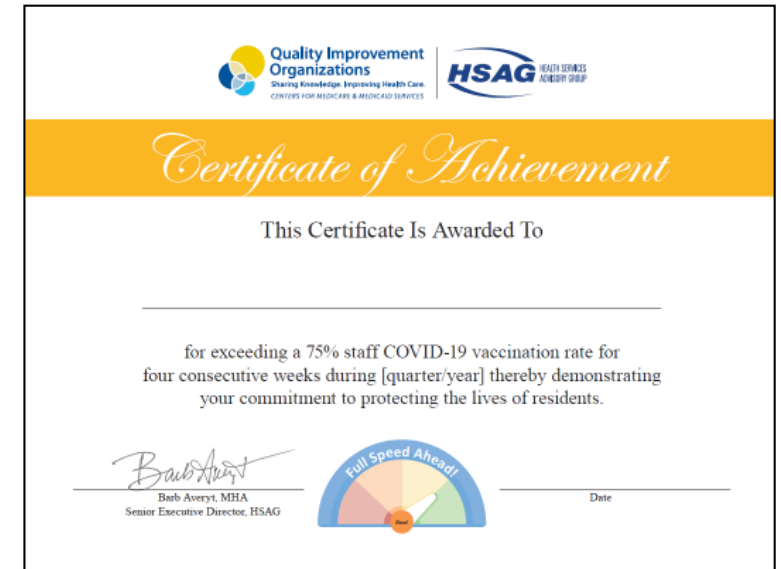 Quality Improvement
Organizations
Sharing Knowledge. Improving Health Care.
CENTERS FOR MEDICARE & MEDICAID SERVICES
HSAG HEALTH SERVICES
ADVISORY GROUP
Certificate of Achievement
This Certificate Is Awarded To
for exceeding a 75% staff COVID-19 vaccination rate for
four consecutive weeks during [quarter/year] thereby demonstrating
your commitment to protecting the lives of residents.
Barb Averyt
Full Speed Ahead!
Goal
Barb Averyt, MHA
Senior Executive Director, HSAG
Date